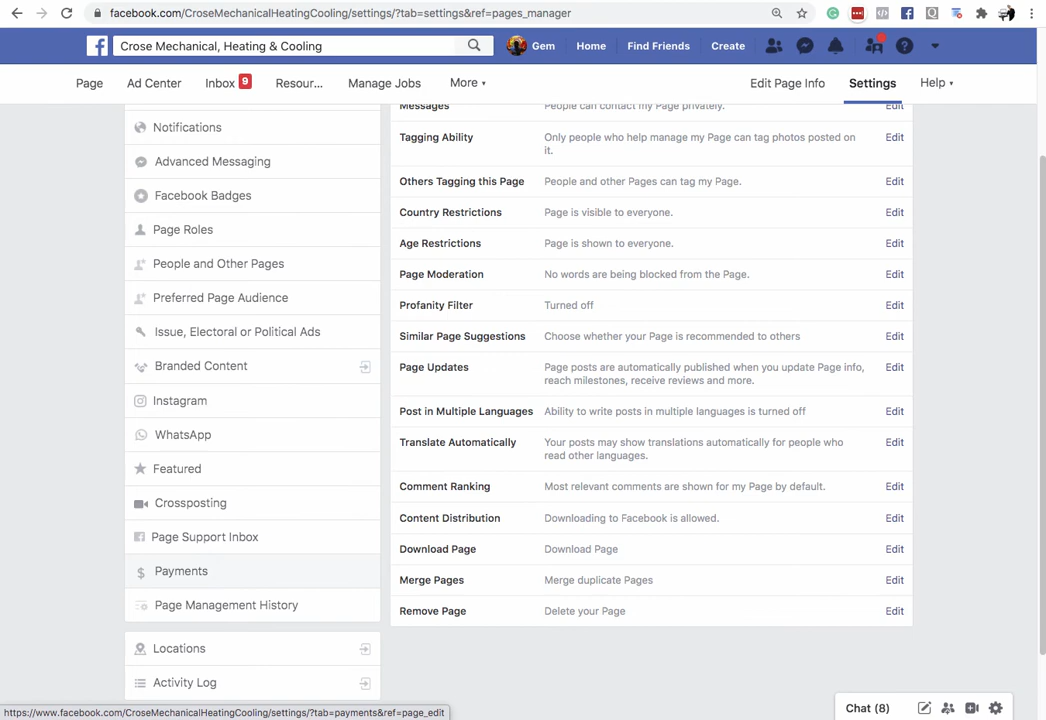 facebook.com/CroseMechanicalHeatingCooling/settings/?tab=settings&ref=pages_manager
Crose Mechanical, Heating & Cooling
Gem
Home
Find Friends
Create
Page
Ad Center
Inbox 9
Resour...
Manage Jobs
More
Edit Page Info
Settings
Help
Notifications
Advanced Messaging
Facebook Badges
Page Roles
People and Other Pages
Preferred Page Audience
Issue, Electoral or Political Ads
Branded Content
Instagram
WhatsApp
Featured
Crossposting
Page Support Inbox
Payments
Page Management History
Locations
Activity Log
Messages People can contact my Page privately. Edit
Tagging Ability Only people who help manage my Page can tag photos posted on Edit
it.
Others Tagging this Page People and other Pages can tag my Page. Edit
Country Restrictions Page is visible to everyone. Edit
Age Restrictions Page is shown to everyone. Edit
Page Moderation No words are being blocked from the Page. Edit
Profanity Filter Turned off Edit
Similar Page Suggestions Choose whether your Page is recommended to others Edit
Page Updates Page posts are automatically published when you update Page info, Edit
reach milestones, receive reviews and more.
Post in Multiple Languages Ability to write posts in multiple languages is turned off Edit
Translate Automatically Your posts may show translations automatically for people who Edit
read other languages.
Comment Ranking Most relevant comments are shown for my Page by default. Edit
Content Distribution Downloading to Facebook is allowed. Edit
Download Page Download Page Edit
Merge Pages Merge duplicate Pages Edit
Remove Page Delete your Page Edit
https://www.facebook.com/CroseMechanicalHeatingCooling/settings/?tab=payments&ref=page_edit
Chat (8)